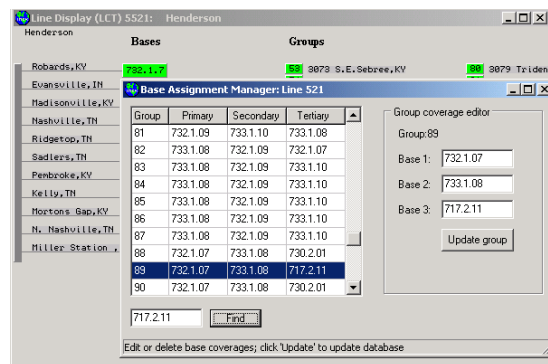 Line Display (LCT) 5521: Henderson
Henderson
Bases Groups
Robards,KY 732.1.7 53 3073 S.E.Sebree,KY 80 3079 Triden
Evansville,IN
Madisonville,KY
Nashville,TN
Ridgetop,TN
Sadlers,TN
Pembroke,KY
Kelly,TN
Mortons Gap,KY
N. Nashville,TN
Miller Station ,
Base Assignment Manager: Line 521
Group Primary Secondary Tertiary
81 732.1.09 733.1.10 733.1.08
82 733.1.08 732.1.09 732.1.07
83 733.1.08 732.1.09 733.1.10
84 733.1.08 732.1.09 733.1.10
85 733.1.08 732.1.09 733.1.10
86 733.1.08 732.1.09 733.1.10
87 733.1.08 732.1.09 733.1.10
88 732.1.07 733.1.08 730.2.01
89 732.1.07 733.1.08 717.2.11
90 732.1.07 733.1.08 730.2.01
717.2.11 Find
Group coverage editor
Group:89
Base 1: 732.1.07
Base 2: 733.1.08
Base 3: 717.2.11
Update group
Edit or delete base coverages; click 'Update' to update database